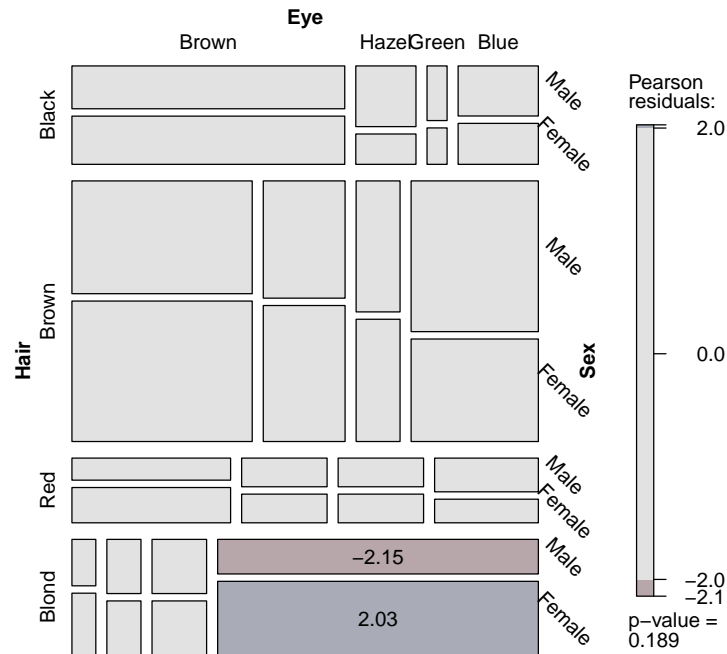 Eye
Brown Hazel Green Blue
Hair
Black
Brown
Red
Blond
Sex
Male
Female
Male
Female
Male
Female
Male
Female
−2.15
2.03
Pearson
residuals:
2.0
0.0
−2.0
−2.1
p−value =
0.189